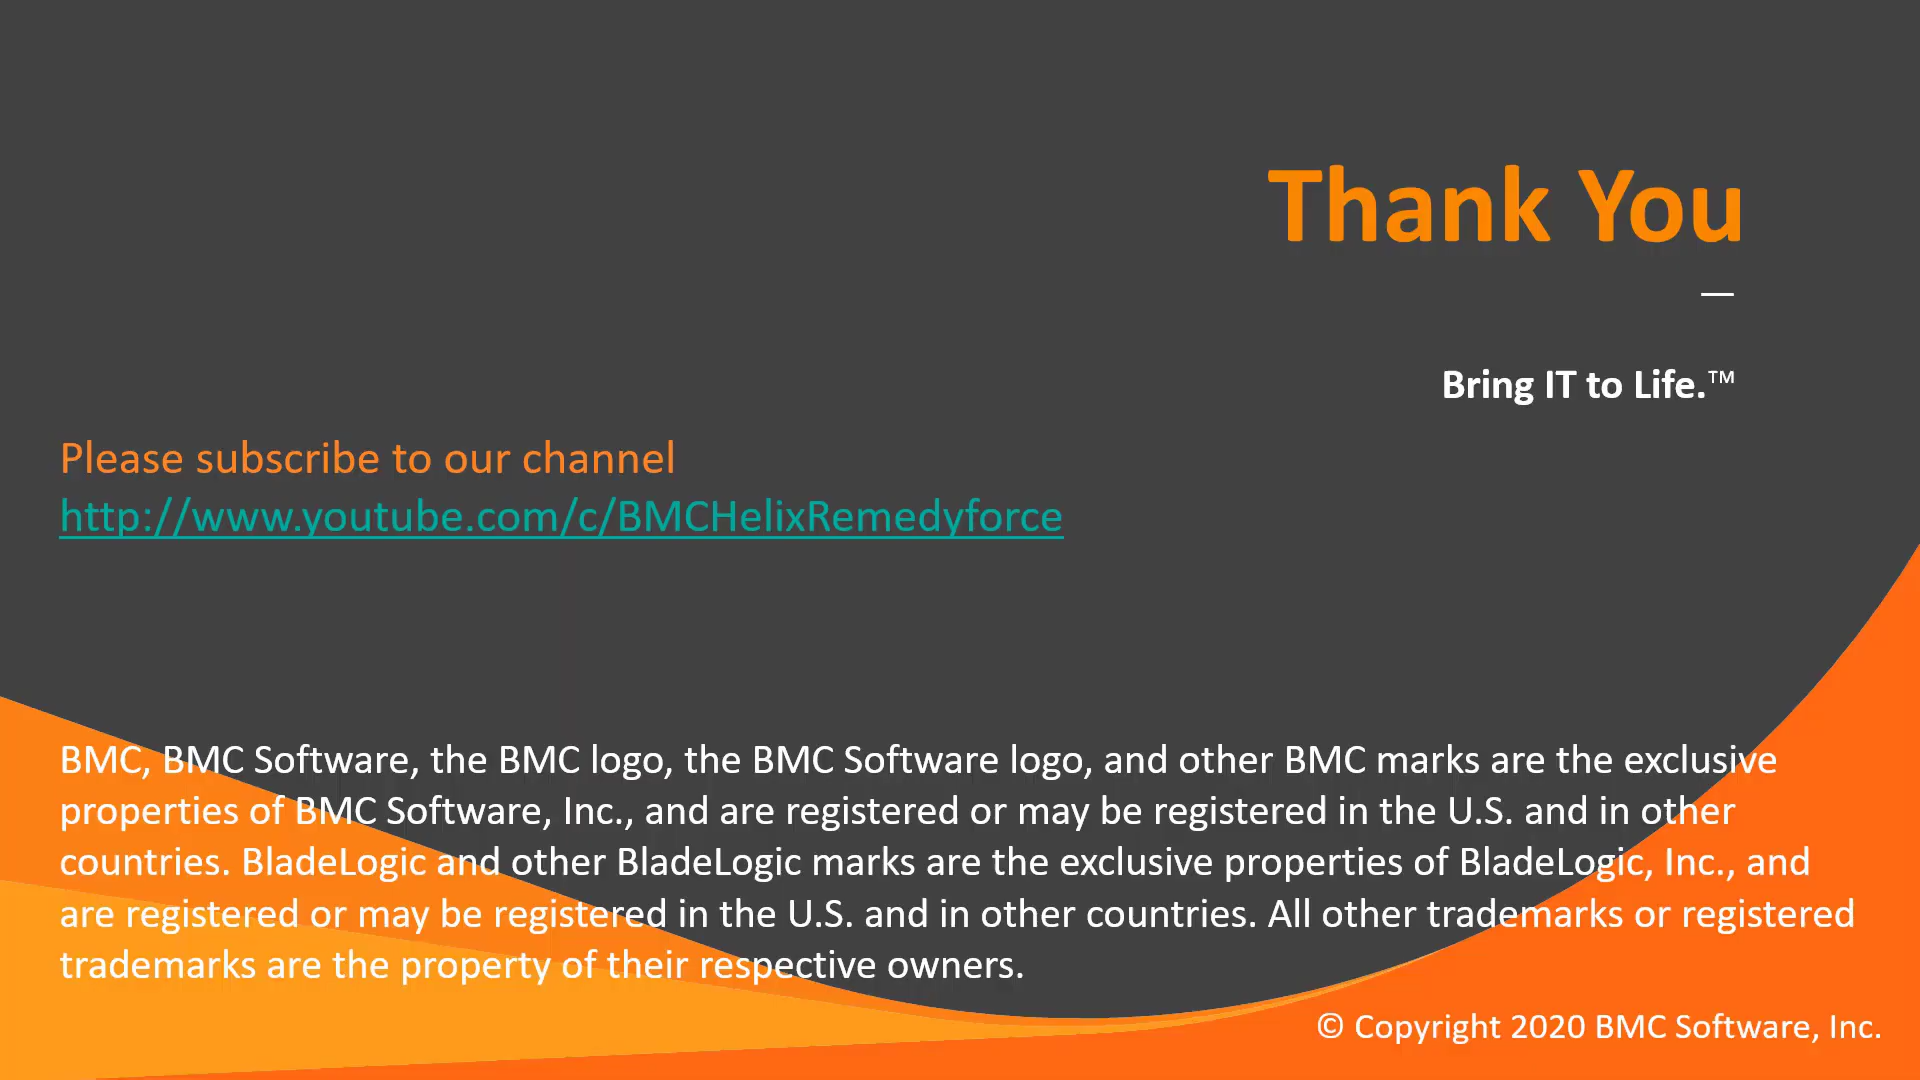 Thank You
—
Bring IT to Life.™
Please subscribe to our channel
http://www.youtube.com/c/BMCHelixRemedyforce
BMC, BMC Software, the BMC logo, the BMC Software logo, and other BMC marks are the exclusive
properties of BMC Software, Inc., and are registered or may be registered in the U.S. and in other
countries. BladeLogic and other BladeLogic marks are the exclusive properties of BladeLogic, Inc., and
are registered or may be registered in the U.S. and in other countries. All other trademarks or registered
trademarks are the property of their respective owners.
© Copyright 2020 BMC Software, Inc.